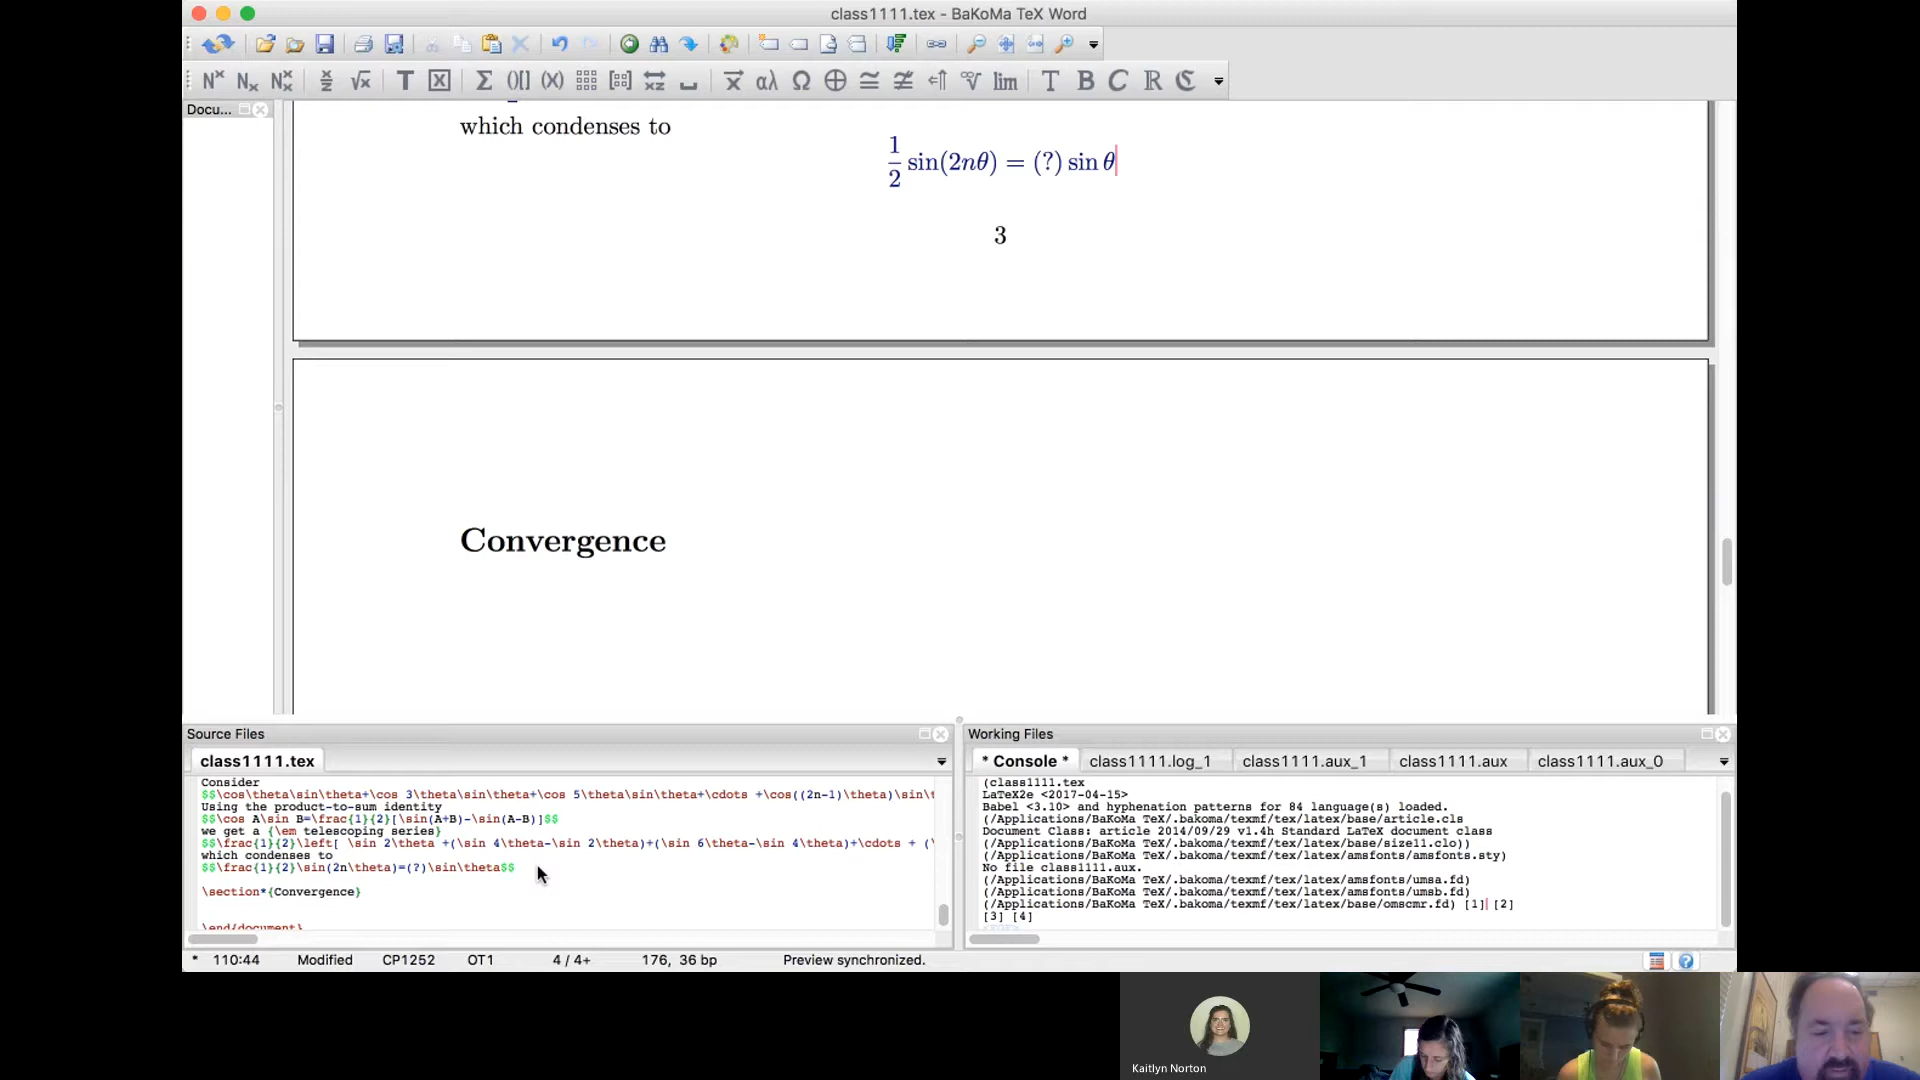 class1111.tex - BaKoMa TeX Word
Docu...
which condenses to
1/2 sin(2nθ) = (?) sin θ
3
Convergence
Source Files
class1111.tex
Consider
$$\cos\theta\sin\theta+\cos 3\theta\sin\theta+\cos 5\theta\sin\theta+\cdots +\cos((2n-1)\theta)\sin\t
Using the product-to-sum identity
$$\cos A\sin B=\frac{1}{2}[\sin(A+B)-\sin(A-B)]$$
we get a {\em telescoping series}
$$\frac{1}{2}\left[ \sin 2\theta +(\sin 4\theta-\sin 2\theta)+(\sin 6\theta-\sin 4\theta)+\cdots + (\
which condenses to
$$\frac{1}{2}\sin(2n\theta)=(?)\sin\theta$$
\section*{Convergence}
\end{document}
Working Files
* Console *
class1111.log_1
class1111.aux_1
class1111.aux
class1111.aux_0
(class1111.tex
LaTeX2e <2017-04-15>
Babel <3.10> and hyphenation patterns for 84 language(s) loaded.
(/Applications/BaKoMa TeX/.bakoma/texmf/tex/latex/base/article.cls
Document Class: article 2014/09/29 v1.4h Standard LaTeX document class
(/Applications/BaKoMa TeX/.bakoma/texmf/tex/latex/base/size11.clo))
(/Applications/BaKoMa TeX/.bakoma/texmf/tex/latex/amsfonts/amsfonts.sty)
No file class1111.aux.
(/Applications/BaKoMa TeX/.bakoma/texmf/tex/latex/amsfonts/umsa.fd)
(/Applications/BaKoMa TeX/.bakoma/texmf/tex/latex/amsfonts/umsb.fd)
(/Applications/BaKoMa TeX/.bakoma/texmf/tex/latex/base/omscmr.fd) [1] [2]
[3] [4]
* 110:44 Modified CP1252 OT1 4 / 4+ 176, 36 bp Preview synchronized.
Kaitlyn Norton